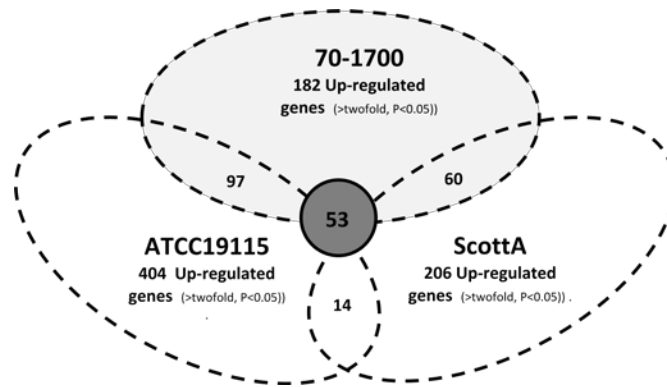 70-1700
182 Up-regulated
genes (>twofold, P<0.05))
97
60
53
ATCC19115
404 Up-regulated
genes (>twofold, P<0.05))
.
ScottA
206 Up-regulated
genes (>twofold, P<0.05)) .
14